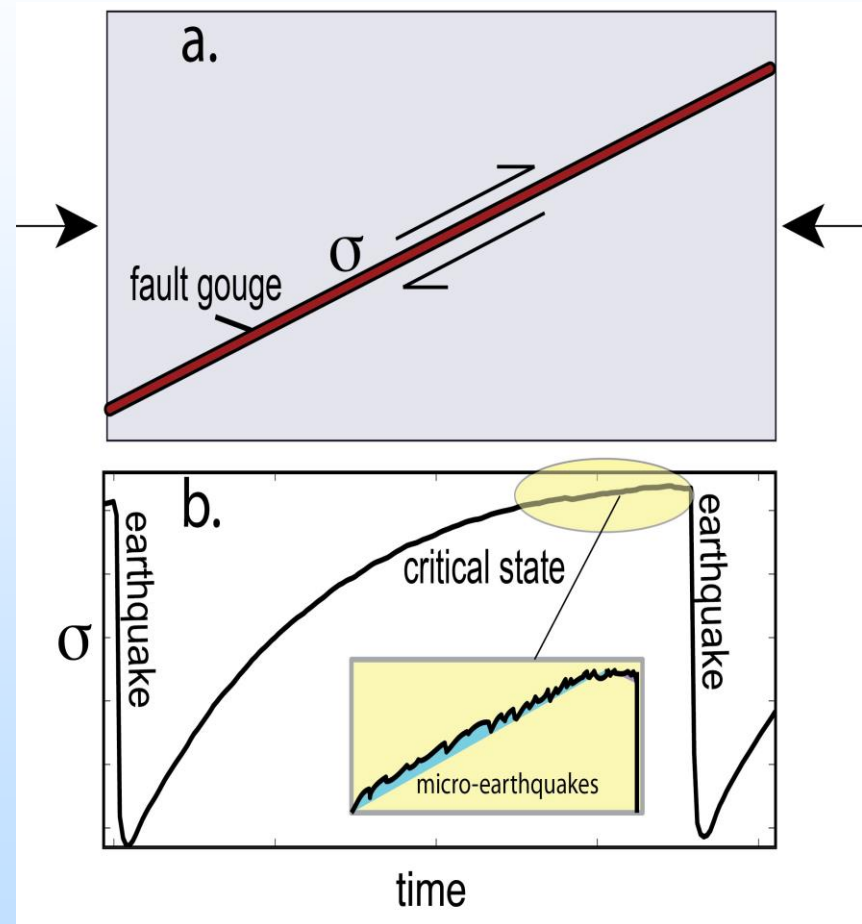 a.
σ
fault gouge
b.
earthquake
critical state
earthquake
σ
micro-earthquakes
time